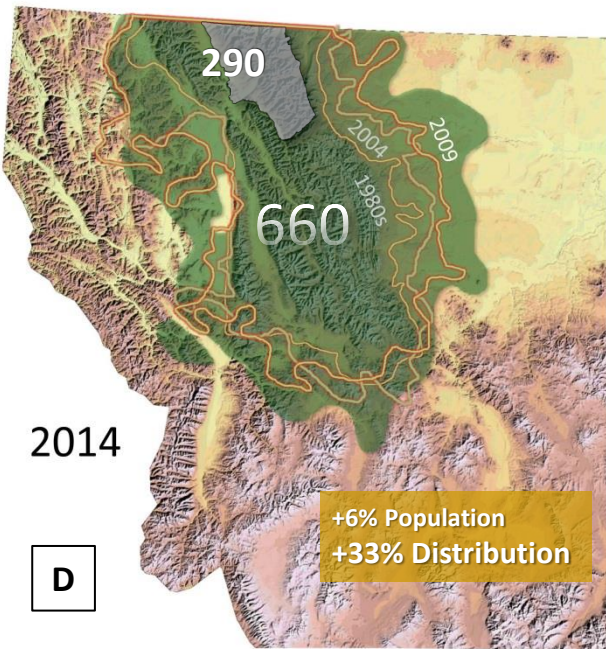 290
2004
2009
1980s
660
2014
+6% Population
+33% Distribution
D